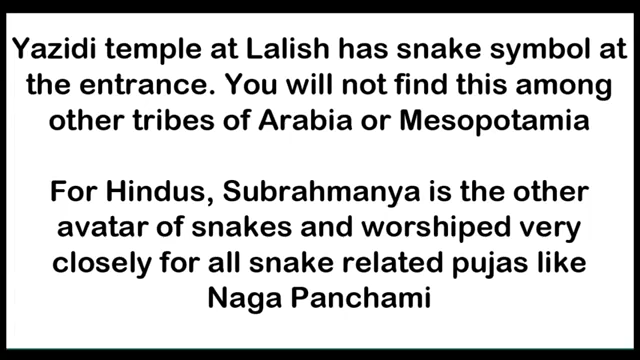 Yazidi temple at Lalish has snake symbol at
the entrance. You will not find this among
other tribes of Arabia or Mesopotamia
For Hindus, Subrahmanya is the other
avatar of snakes and worshiped very
closely for all snake related pujas like
Naga Panchami